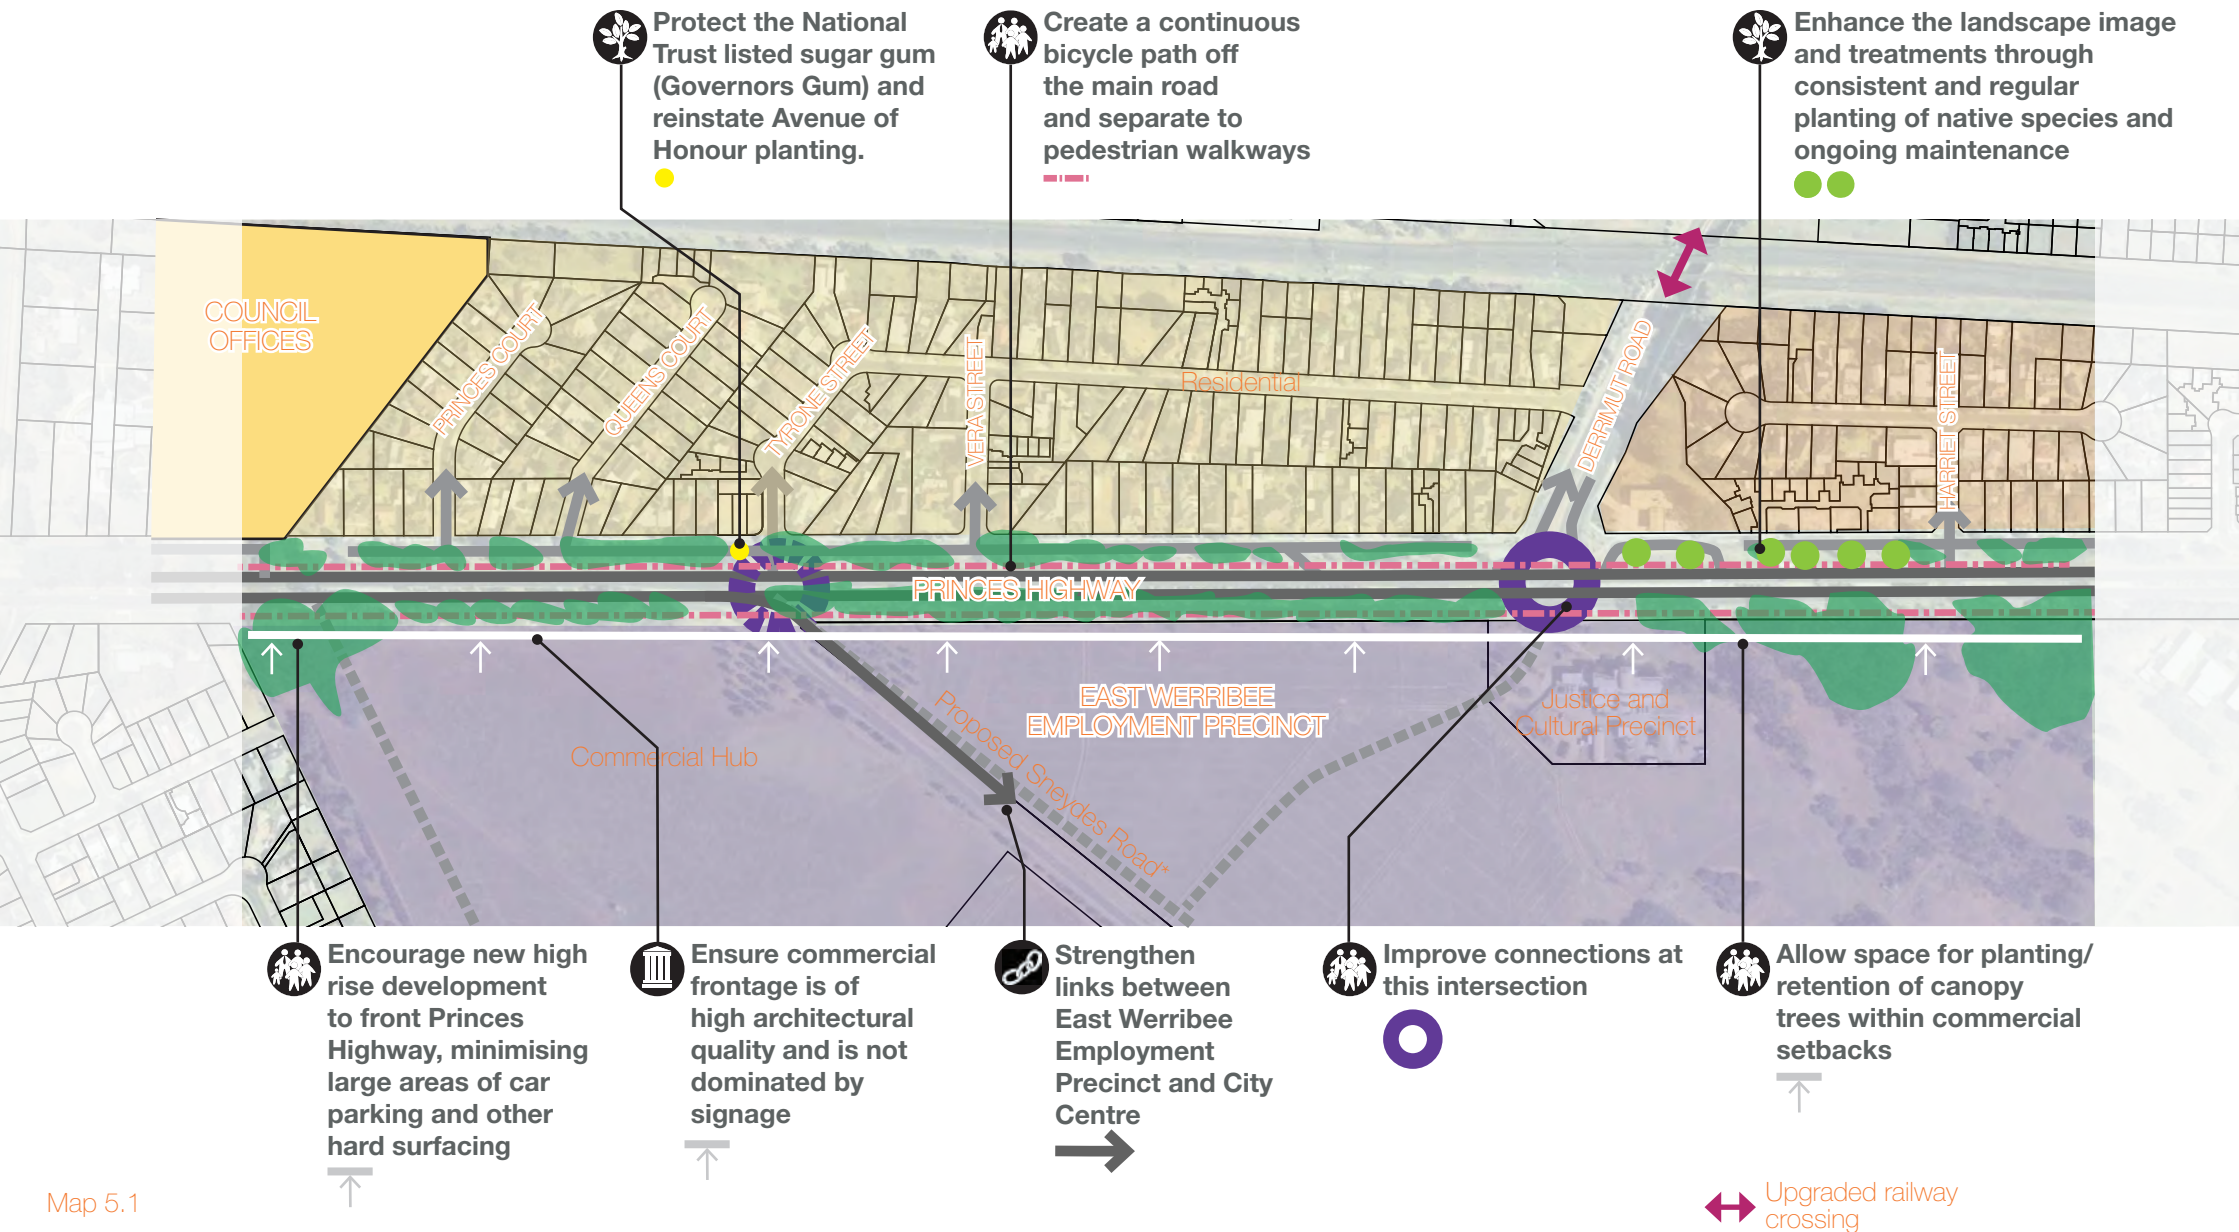 Protect the National
Trust listed sugar gum
(Governors Gum) and
reinstate Avenue of
Honour planting.
Create a continuous
bicycle path off
the main road
and separate to
pedestrian walkways
Enhance the landscape image
and treatments through
consistent and regular
planting of native species and
ongoing maintenance
COUNCIL
OFFICES
PRINCES COURT
QUEENS COURT
TYRONE STREET
VERA STREET
Residential
DERRIMUT ROAD
HARRIET STREET
PRINCES HIGHWAY
EAST WERRIBEE
EMPLOYMENT PRECINCT
Justice and
Cultural Precinct
Commercial Hub
Proposed Sneydes Road*
Encourage new high
rise development
to front Princes
Highway, minimising
large areas of car
parking and other
hard surfacing
Ensure commercial
frontage is of
high architectural
quality and is not
dominated by
signage
Strengthen
links between
East Werribee
Employment
Precinct and City
Centre
Improve connections at
this intersection
Allow space for planting/
retention of canopy
trees within commercial
setbacks
Map 5.1
Upgraded railway
crossing